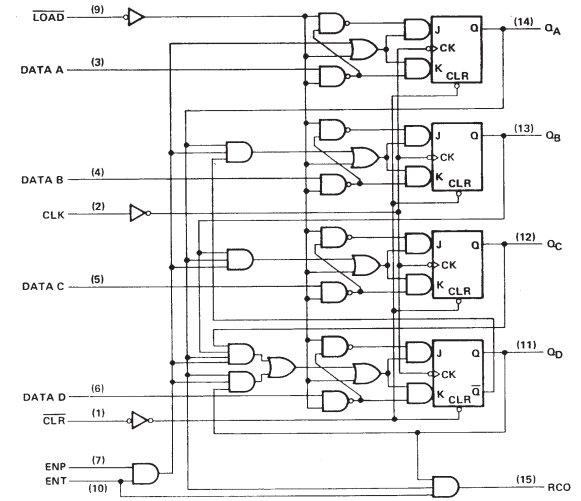 LOAD (9)
(14) QA
J Q
CK
K
CLR
DATA A (3)
(13) QB
J Q
CK
K
CLR
DATA B (4)
CLK (2)
(12) QC
J Q
CK
K
CLR
DATA C (5)
(11) QD
J Q
CK
K Q
CLR
DATA D (6)
CLR (1)
ENP (7)
ENT (10)
(15) RCO